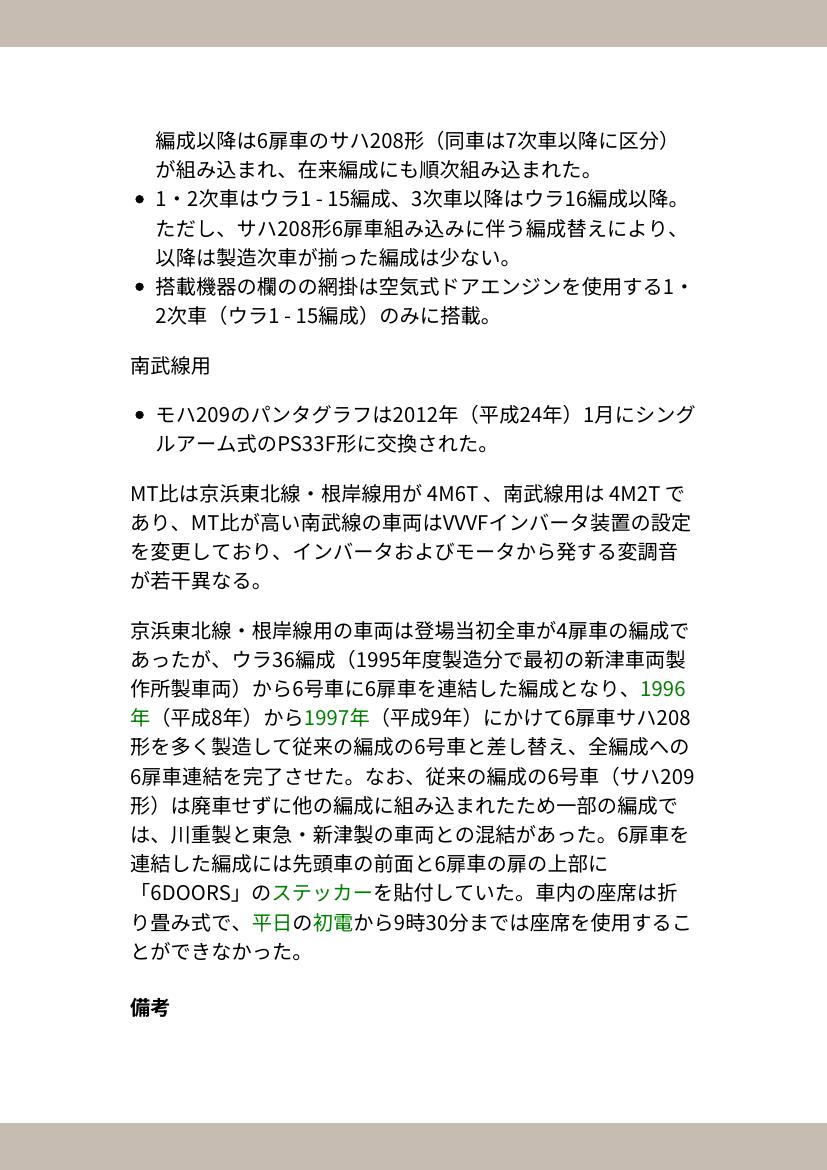 編成以降は6扉車のサハ208形（同車は7次車以降に区分）
が組み込まれ、在来編成にも順次組み込まれた。
• 1・2次車はウラ1 - 15編成、3次車以降はウラ16編成以降。
ただし、サハ208形6扉車組み込みに伴う編成替えにより、
以降は製造次車が揃った編成は少ない。
• 搭載機器の欄のの網掛は空気式ドアエンジンを使用する1・
2次車（ウラ1 - 15編成）のみに搭載。
南武線用
• モハ209のパンタグラフは2012年（平成24年）1月にシング
ルアーム式のPS33F形に交換された。
MT比は京浜東北線・根岸線用が 4M6T 、南武線用は 4M2T で
あり、MT比が高い南武線の車両はVVVFインバータ装置の設定
を変更しており、インバータおよびモータから発する変調音
が若干異なる。
京浜東北線・根岸線用の車両は登場当初全車が4扉車の編成で
あったが、ウラ36編成（1995年度製造分で最初の新津車両製
作所製車両）から6号車に6扉車を連結した編成となり、1996
年（平成8年）から1997年（平成9年）にかけて6扉車サハ208
形を多く製造して従来の編成の6号車と差し替え、全編成への
6扉車連結を完了させた。なお、従来の編成の6号車（サハ209
形）は廃車せずに他の編成に組み込まれたため一部の編成で
は、川重製と東急・新津製の車両との混結があった。6扉車を
連結した編成には先頭車の前面と6扉車の扉の上部に
「6DOORS」のステッカーを貼付していた。車内の座席は折
り畳み式で、平日の初電から9時30分までは座席を使用するこ
とができなかった。
備考